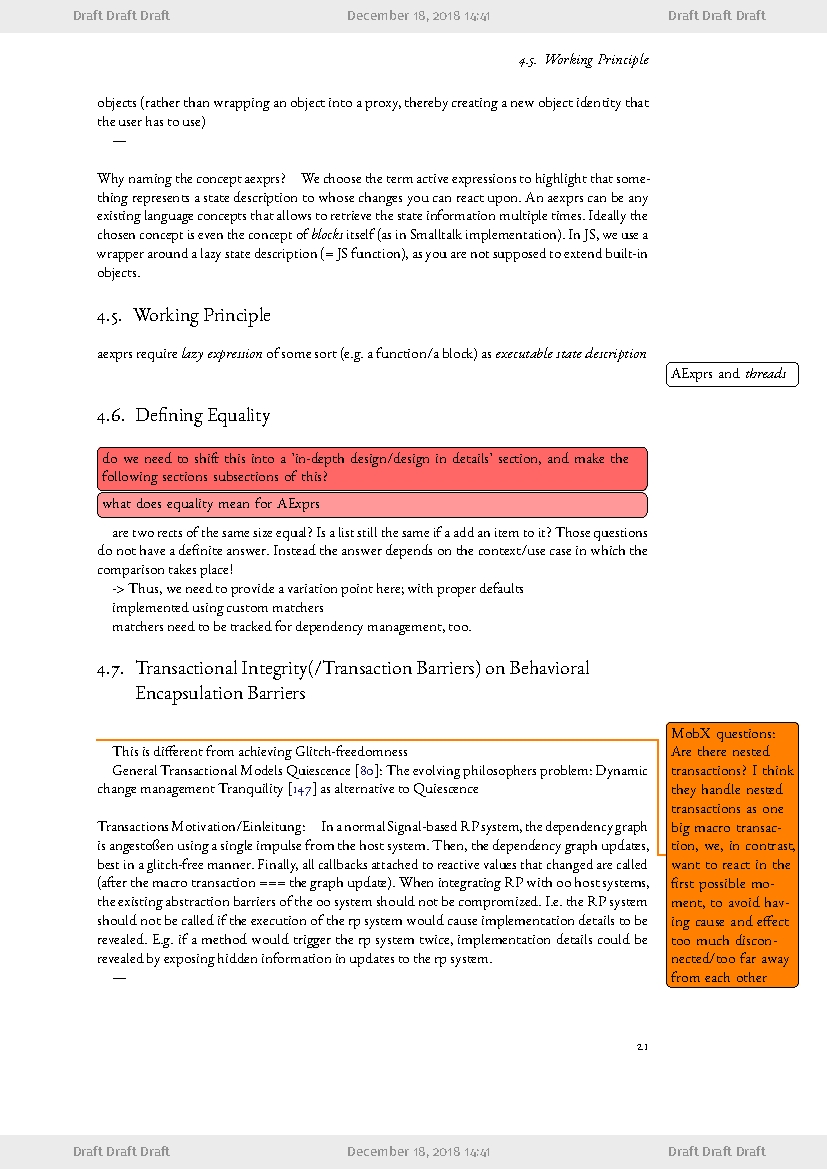 Draft Draft Draft December 18, 2018 14:41 Draft Draft Draft
4.5. Working Principle
objects (rather than wrapping an object into a proxy, thereby creating a new object identity that
the user has to use)
—
Why naming the concept aexprs? We choose the term active expressions to highlight that some-
thing represents a state description to whose changes you can react upon. An aexprs can be any
existing language concepts that allows to retrieve the state information multiple times. Ideally the
chosen concept is even the concept of blocks itself (as in Smalltalk implementation). In JS, we use a
wrapper around a lazy state description (= JS function), as you are not supposed to extend built-in
objects.
4.5. Working Principle
aexprs require lazy expression of some sort (e.g. a function/a block) as executable state description
AExprs and threads
4.6. Defining Equality
do we need to shift this into a 'in-depth design/design in details' section, and make the
following sections subsections of this?
what does equality mean for AExprs
are two rects of the same size equal? Is a list still the same if a add an item to it? Those questions
do not have a definite answer. Instead the answer depends on the context/use case in which the
comparison takes place!
-> Thus, we need to provide a variation point here; with proper defaults
implemented using custom matchers
matchers need to be tracked for dependency management, too.
4.7. Transactional Integrity(/Transaction Barriers) on Behavioral
Encapsulation Barriers
This is different from achieving Glitch-freedomness
General Transactional Models Quiescence [80]: The evolving philosophers problem: Dynamic
change management Tranquility [147] as alternative to Quiescence
Transactions Motivation/Einleitung: In a normal Signal-based RP system, the dependency graph
is angestoßen using a single impulse from the host system. Then, the dependency graph updates,
best in a glitch-free manner. Finally, all callbacks attached to reactive values that changed are called
(after the macro transaction === the graph update). When integrating RP with oo host systems,
the existing abstraction barriers of the oo system should not be compromized. I.e. the RP system
should not be called if the execution of the rp system would cause implementation details to be
revealed. E.g. if a method would trigger the rp system twice, implementation details could be
revealed by exposing hidden information in updates to the rp system.
—
MobX questions:
Are there nested
transactions? I think
they handle nested
transactions as one
big macro transac-
tion, we, in contrast,
want to react in the
first possible mo-
ment, to avoid hav-
ing cause and effect
too much discon-
nected/too far away
from each other
21
Draft Draft Draft December 18, 2018 14:41 Draft Draft Draft